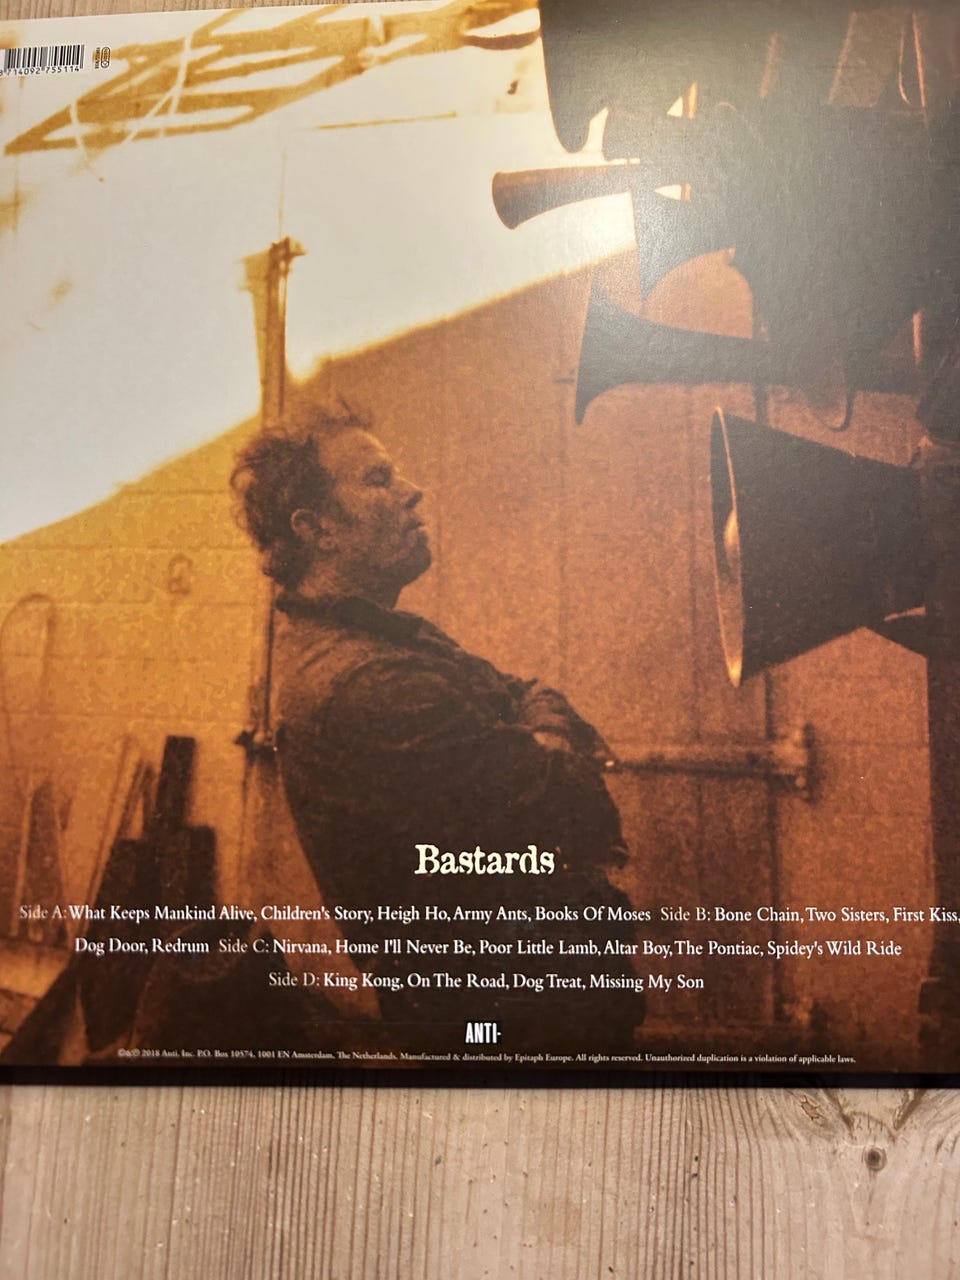 8 714092 755114
Bastards
Side A: What Keeps Mankind Alive, Children's Story, Heigh Ho, Army Ants, Books Of Moses Side B: Bone Chain, Two Sisters, First Kiss,
Dog Door, Redrum Side C: Nirvana, Home I'll Never Be, Poor Little Lamb, Altar Boy, The Pontiac, Spidey's Wild Ride
Side D: King Kong, On The Road, Dog Treat, Missing My Son
ANTI-
©&℗ 2018 Anti, Inc. P.O. Box 10574, 1001 EN Amsterdam, The Netherlands. Manufactured & distributed by Epitaph Europe. All rights reserved. Unauthorized duplication is a violation of applicable laws.